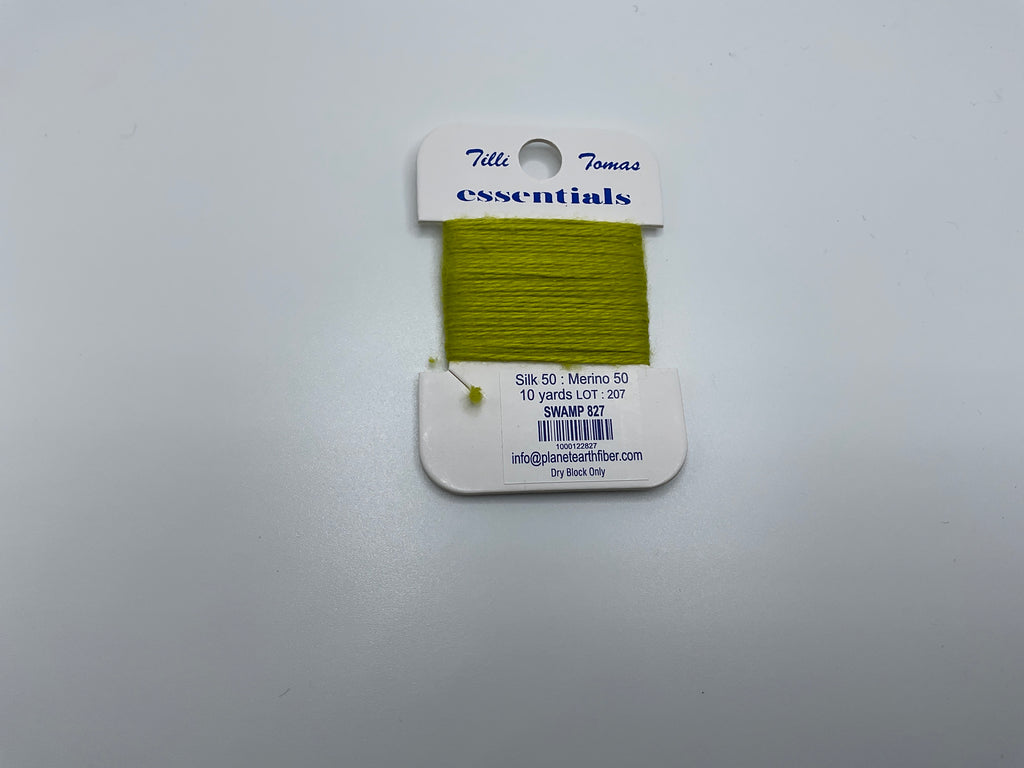 Tilli Tomas
essentials
Silk 50 : Merino 50
10 yards LOT : 207
SWAMP 827
1000122827
info@planetearthfiber.com
Dry Block Only